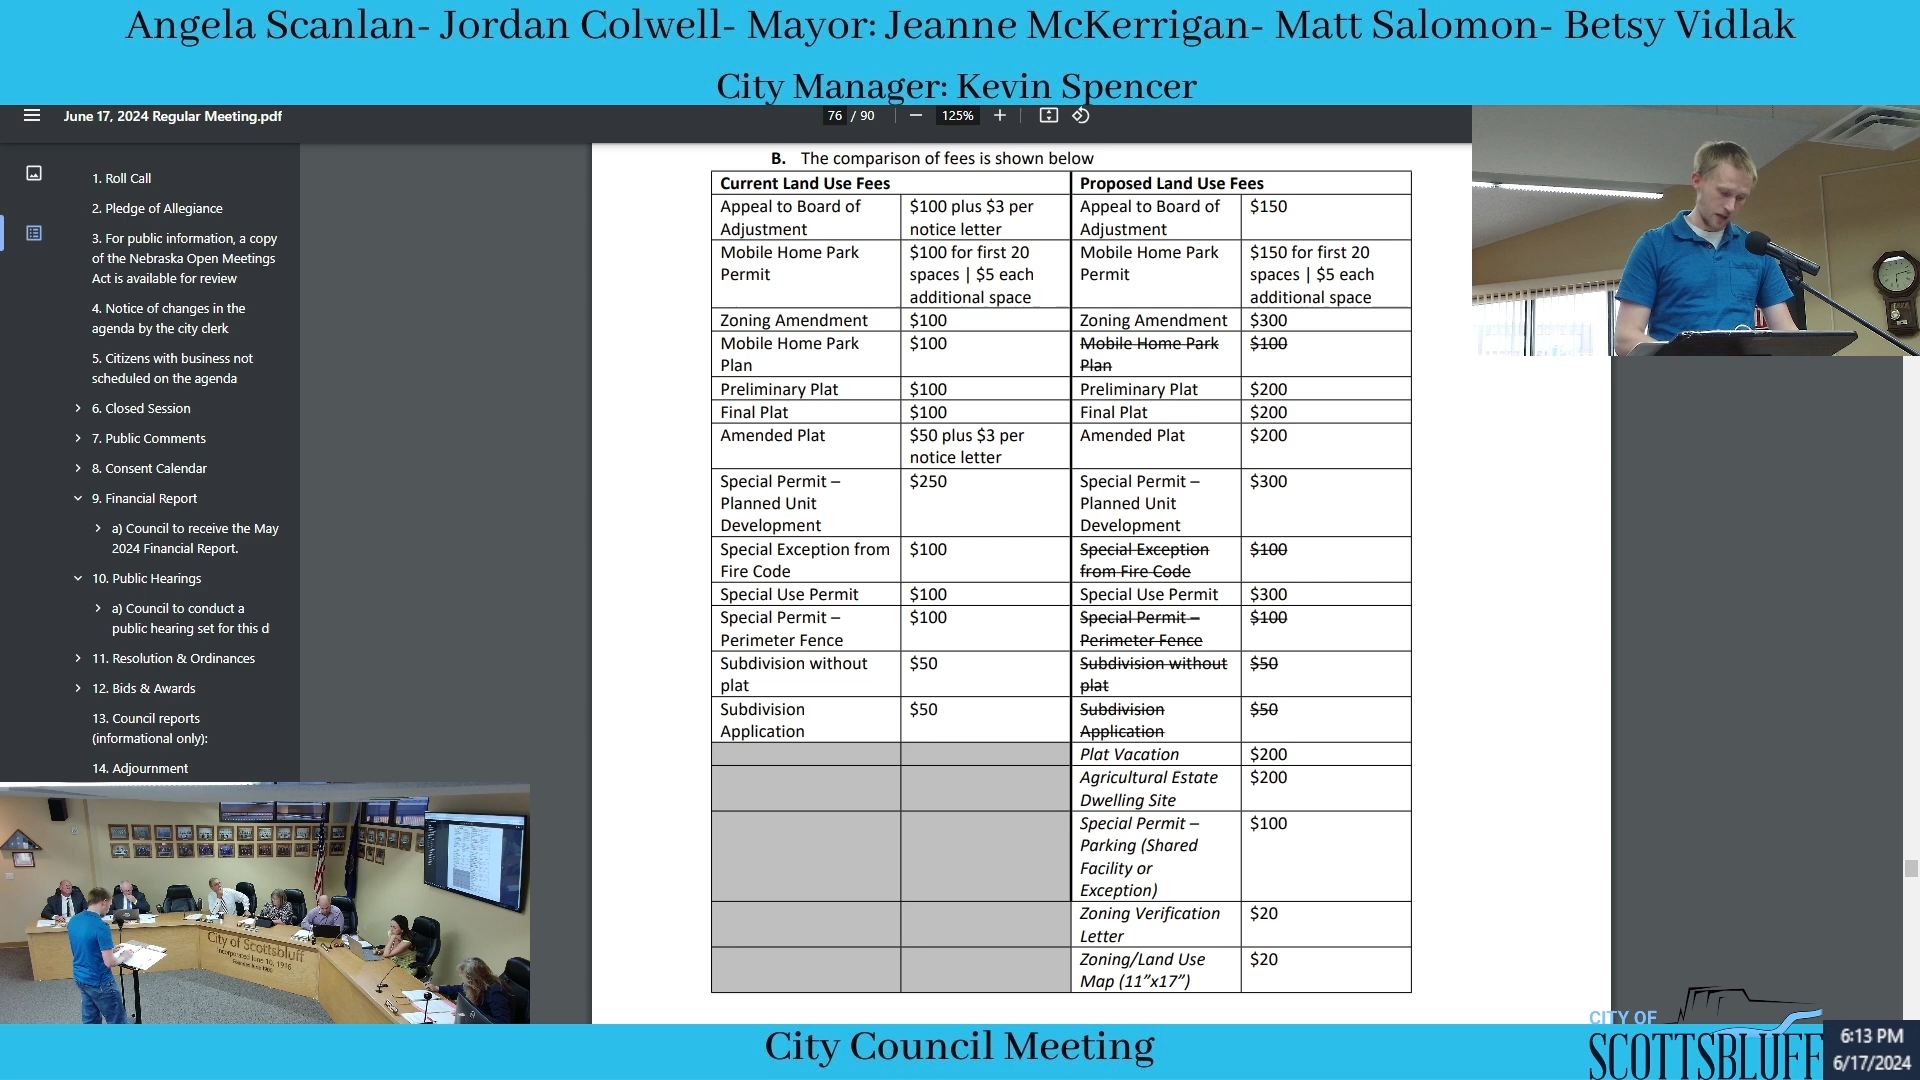 Angela Scanlan- Jordan Colwell- Mayor: Jeanne McKerrigan- Matt Salomon- Betsy Vidlak
City Manager: Kevin Spencer
June 17, 2024 Regular Meeting.pdf
76 / 90
125%
1. Roll Call
2. Pledge of Allegiance
3. For public information, a copy
of the Nebraska Open Meetings
Act is available for review
4. Notice of changes in the
agenda by the city clerk
5. Citizens with business not
scheduled on the agenda
6. Closed Session
7. Public Comments
8. Consent Calendar
9. Financial Report
a) Council to receive the May
2024 Financial Report.
10. Public Hearings
a) Council to conduct a
public hearing set for this d
11. Resolution & Ordinances
12. Bids & Awards
13. Council reports
(informational only):
14. Adjournment
B. The comparison of fees is shown below
Current Land Use Fees
Proposed Land Use Fees
Appeal to Board of
Adjustment
$100 plus $3 per
notice letter
Appeal to Board of
Adjustment
$150
Mobile Home Park
Permit
$100 for first 20
spaces | $5 each
additional space
Mobile Home Park
Permit
$150 for first 20
spaces | $5 each
additional space
Zoning Amendment
$100
Zoning Amendment
$300
Mobile Home Park
Plan
$100
Mobile Home Park
Plan
$100
Preliminary Plat
$100
Preliminary Plat
$200
Final Plat
$100
Final Plat
$200
Amended Plat
$50 plus $3 per
notice letter
Amended Plat
$200
Special Permit –
Planned Unit
Development
$250
Special Permit –
Planned Unit
Development
$300
Special Exception from
Fire Code
$100
Special Exception
from Fire Code
$100
Special Use Permit
$100
Special Use Permit
$300
Special Permit –
Perimeter Fence
$100
Special Permit –
Perimeter Fence
$100
Subdivision without
plat
$50
Subdivision without
plat
$50
Subdivision
Application
$50
Subdivision
Application
$50
Plat Vacation
$200
Agricultural Estate
Dwelling Site
$200
Special Permit –
Parking (Shared
Facility or
Exception)
$100
Zoning Verification
Letter
$20
Zoning/Land Use
Map (11”x17”)
$20
City of Scottsbluff
Incorporated June 10, 1916
City Council Meeting
CITY OF
SCOTTSBLUFF
6:13 PM
6/17/2024